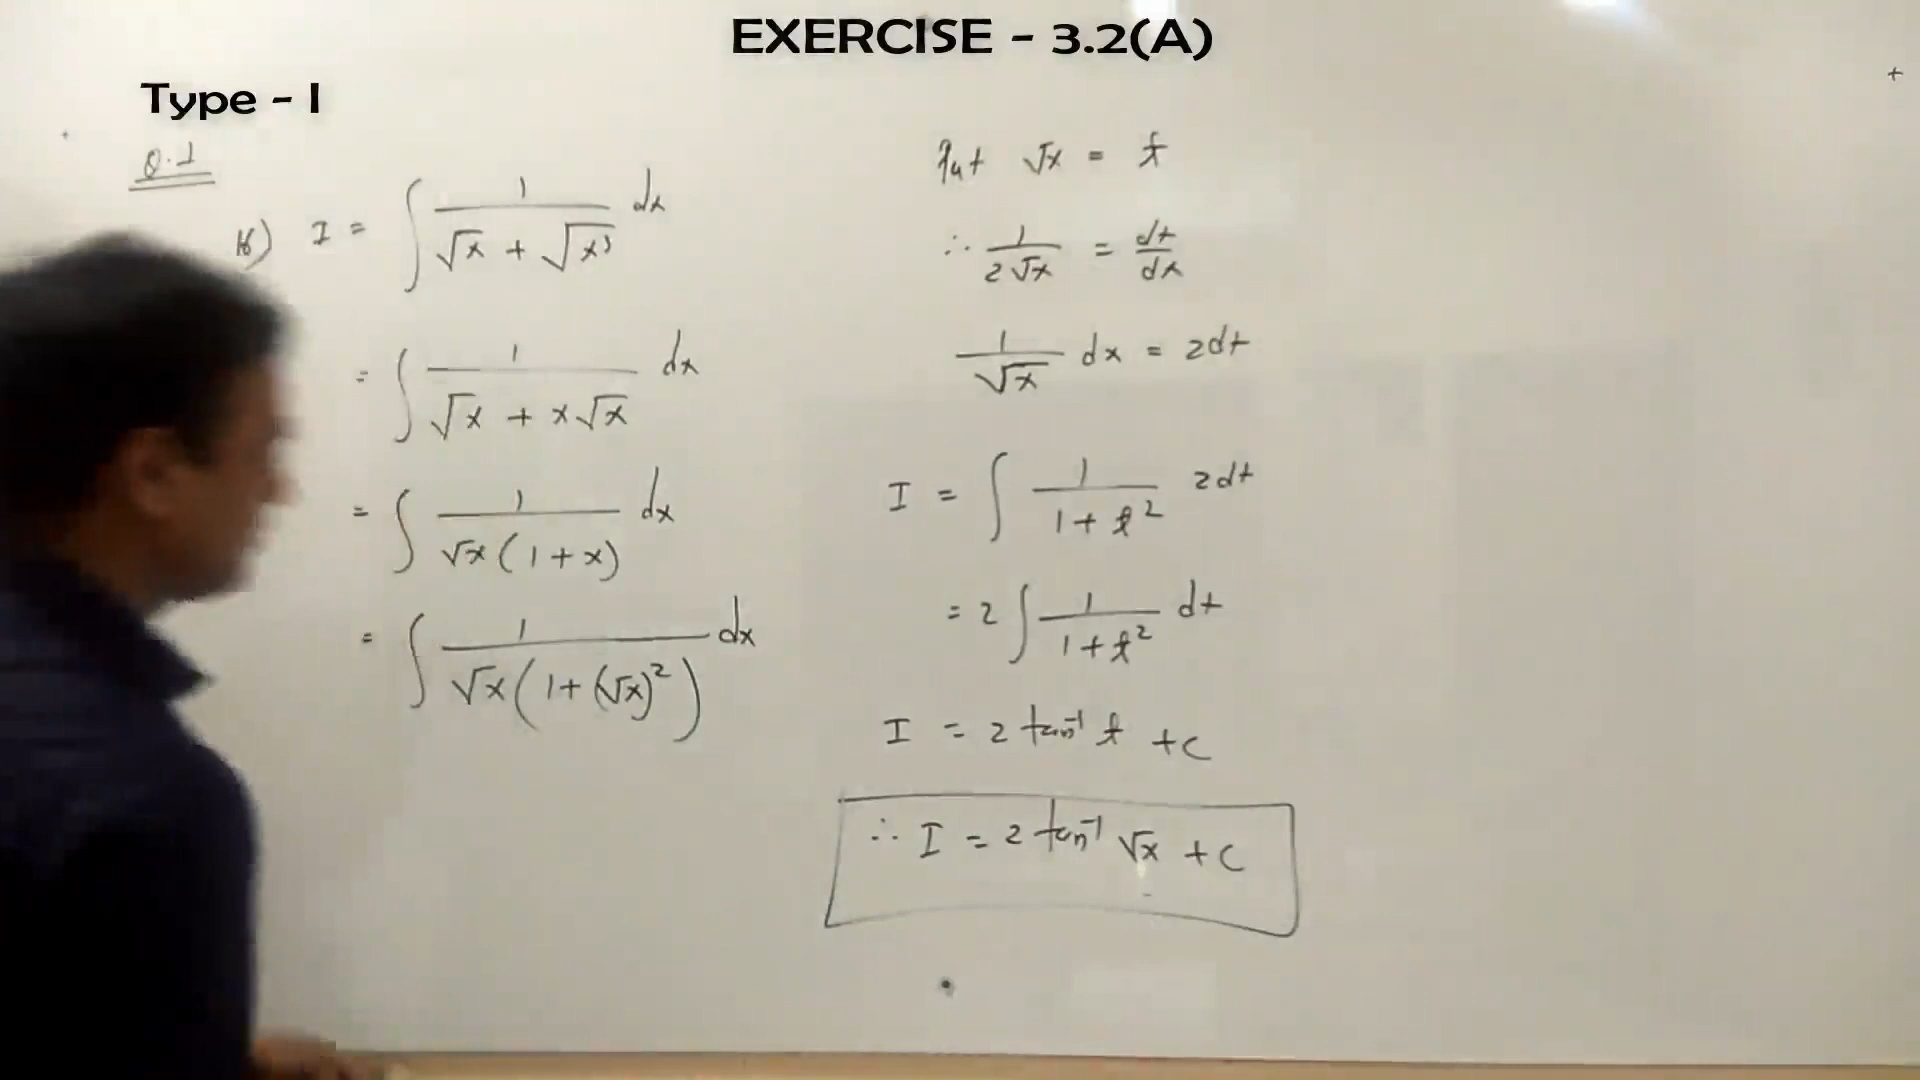 EXERCISE - 3.2(A)
Type - I
Q.1
16) I = ∫ 1/(√x + √x³) dx
= ∫ 1/(√x + x√x) dx
= ∫ 1/(√x(1+x)) dx
= ∫ 1/(√x(1+(√x)²)) dx
Put √x = t
∴ 1/(2√x) = dt/dx
1/√x dx = 2dt
I = ∫ 1/(1+t²) 2dt
= 2∫ 1/(1+t²) dt
I = 2 tan⁻¹ t + c
∴ I = 2 tan⁻¹ √x + c